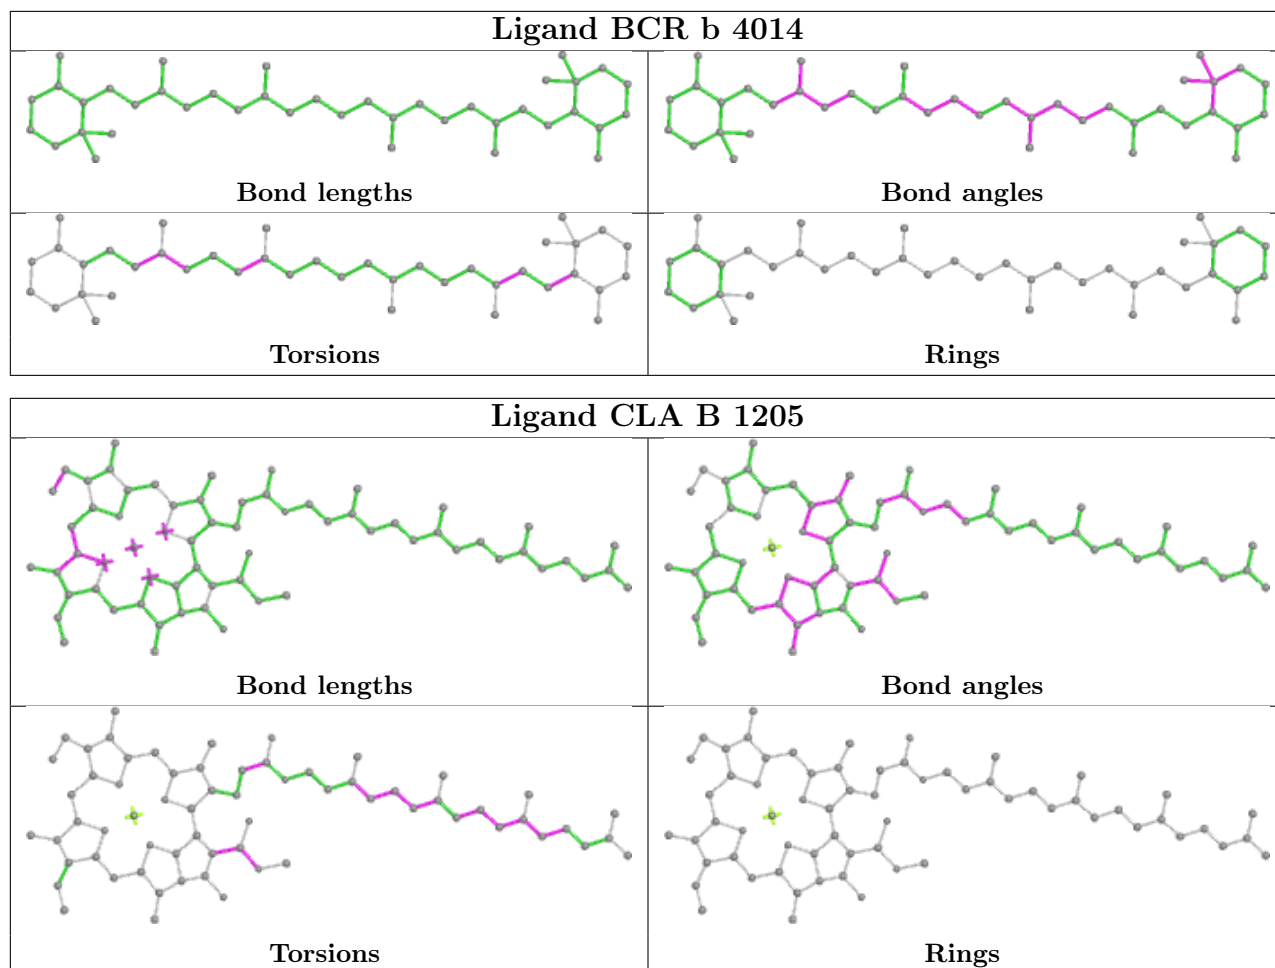 Ligand BCR b 4014
Bond lengths
Bond angles
Torsions
Rings
Ligand CLA B 1205
Bond lengths
Bond angles
Torsions
Rings